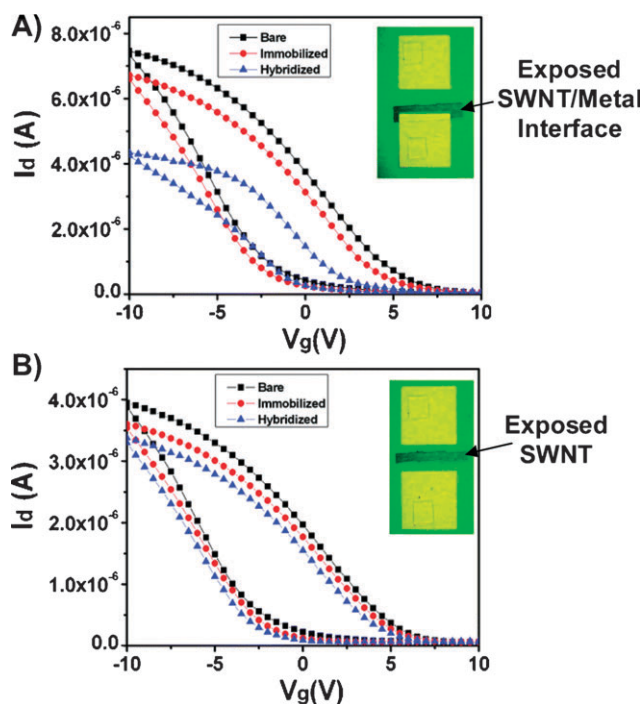 A)
8.0x10-6
6.0x10-6
4.0x10-6
2.0x10-6
0.0
Id (A)
Bare
Immobilized
Hybridized
Exposed
SWNT/Metal
Interface
-10 -5 0 5 10
Vg(V)
B)
4.0x10-6
3.0x10-6
2.0x10-6
1.0x10-6
0.0
Id (A)
Bare
Immobilized
Hybridized
Exposed
SWNT
-10 -5 0 5 10
Vg(V)